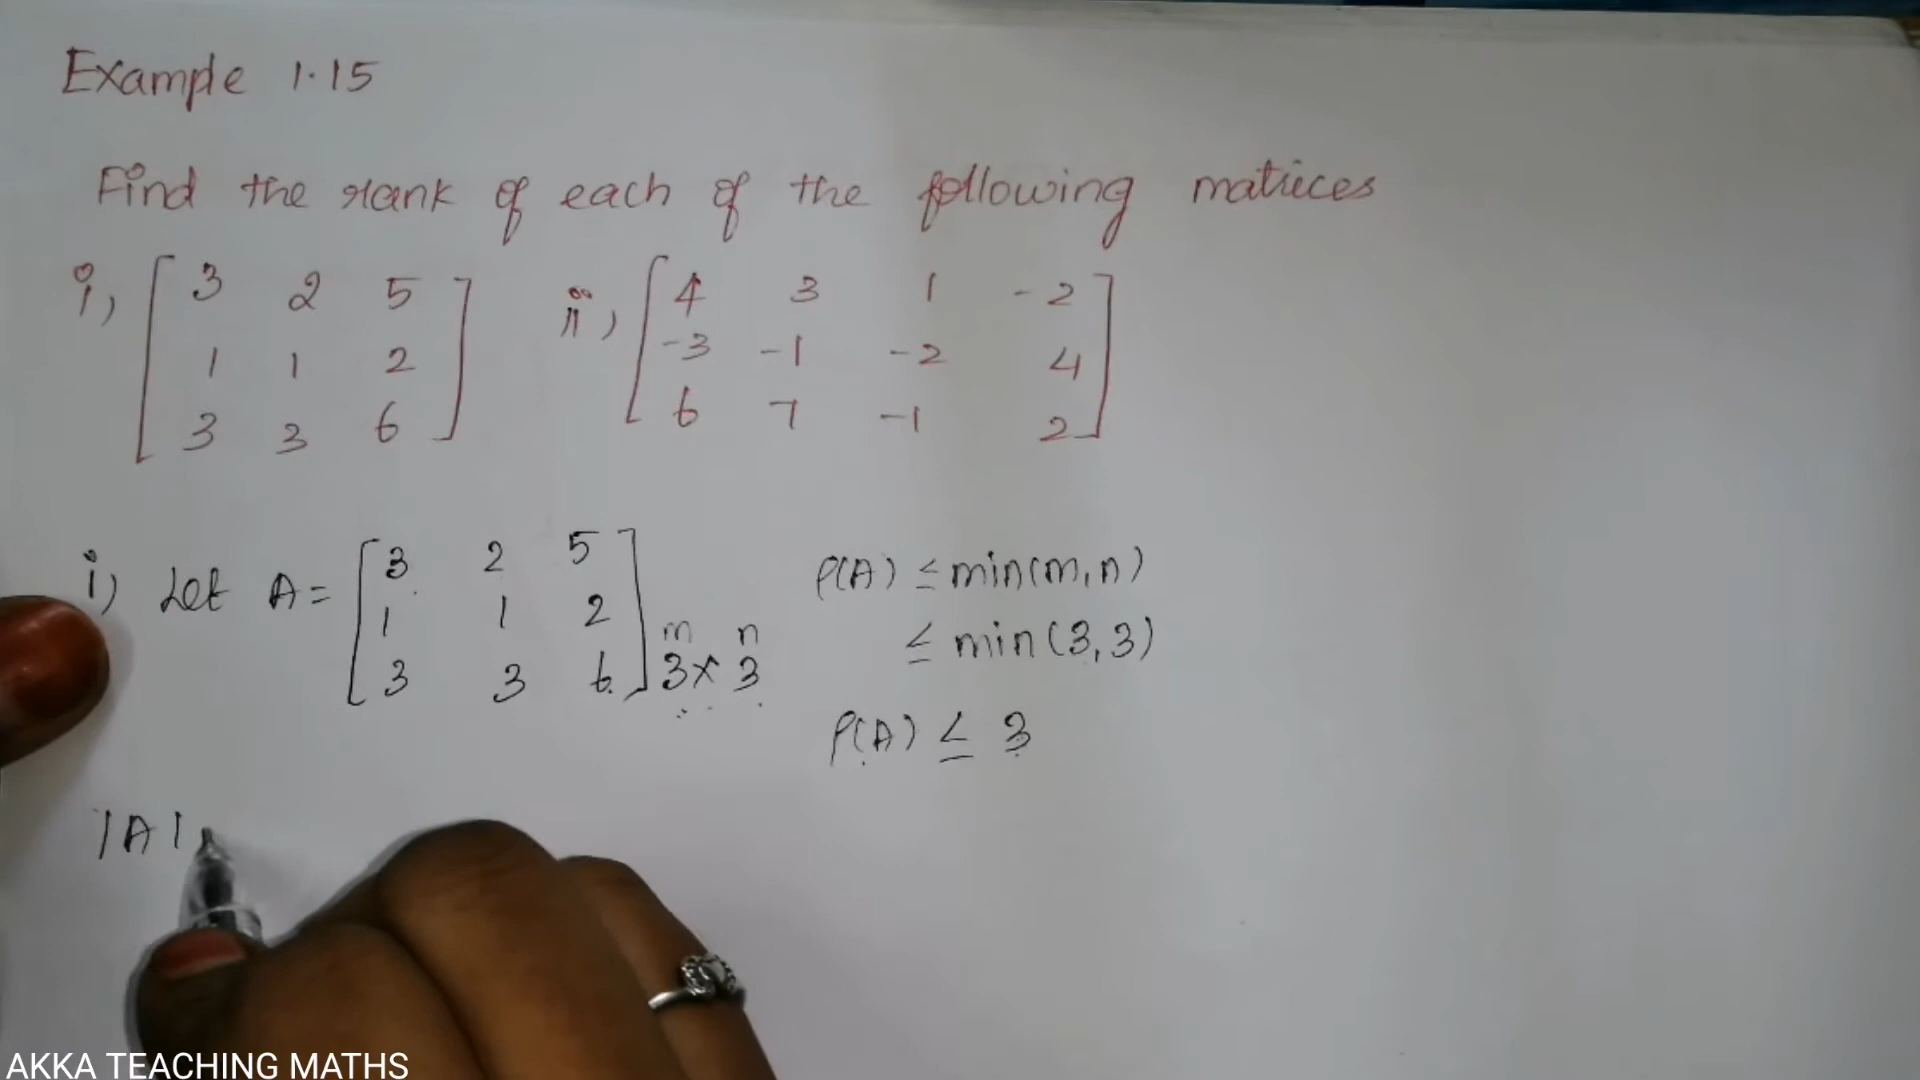 Example 1.15
Find the rank of each of the following matrices
i, [ 3 2 5 ii, [ 4 3 1 -2
1 1 2 ] -3 -1 -2 4 ]
3 3 6 6 7 -1 2
i) Let A = [ 3 2 5
1 1 2
3 3 6 ] 3 × 3
m n
ρ(A) ≤ min(m,n)
≤ min(3,3)
ρ(A) ≤ 3
|A|
AKKA TEACHING MATHS